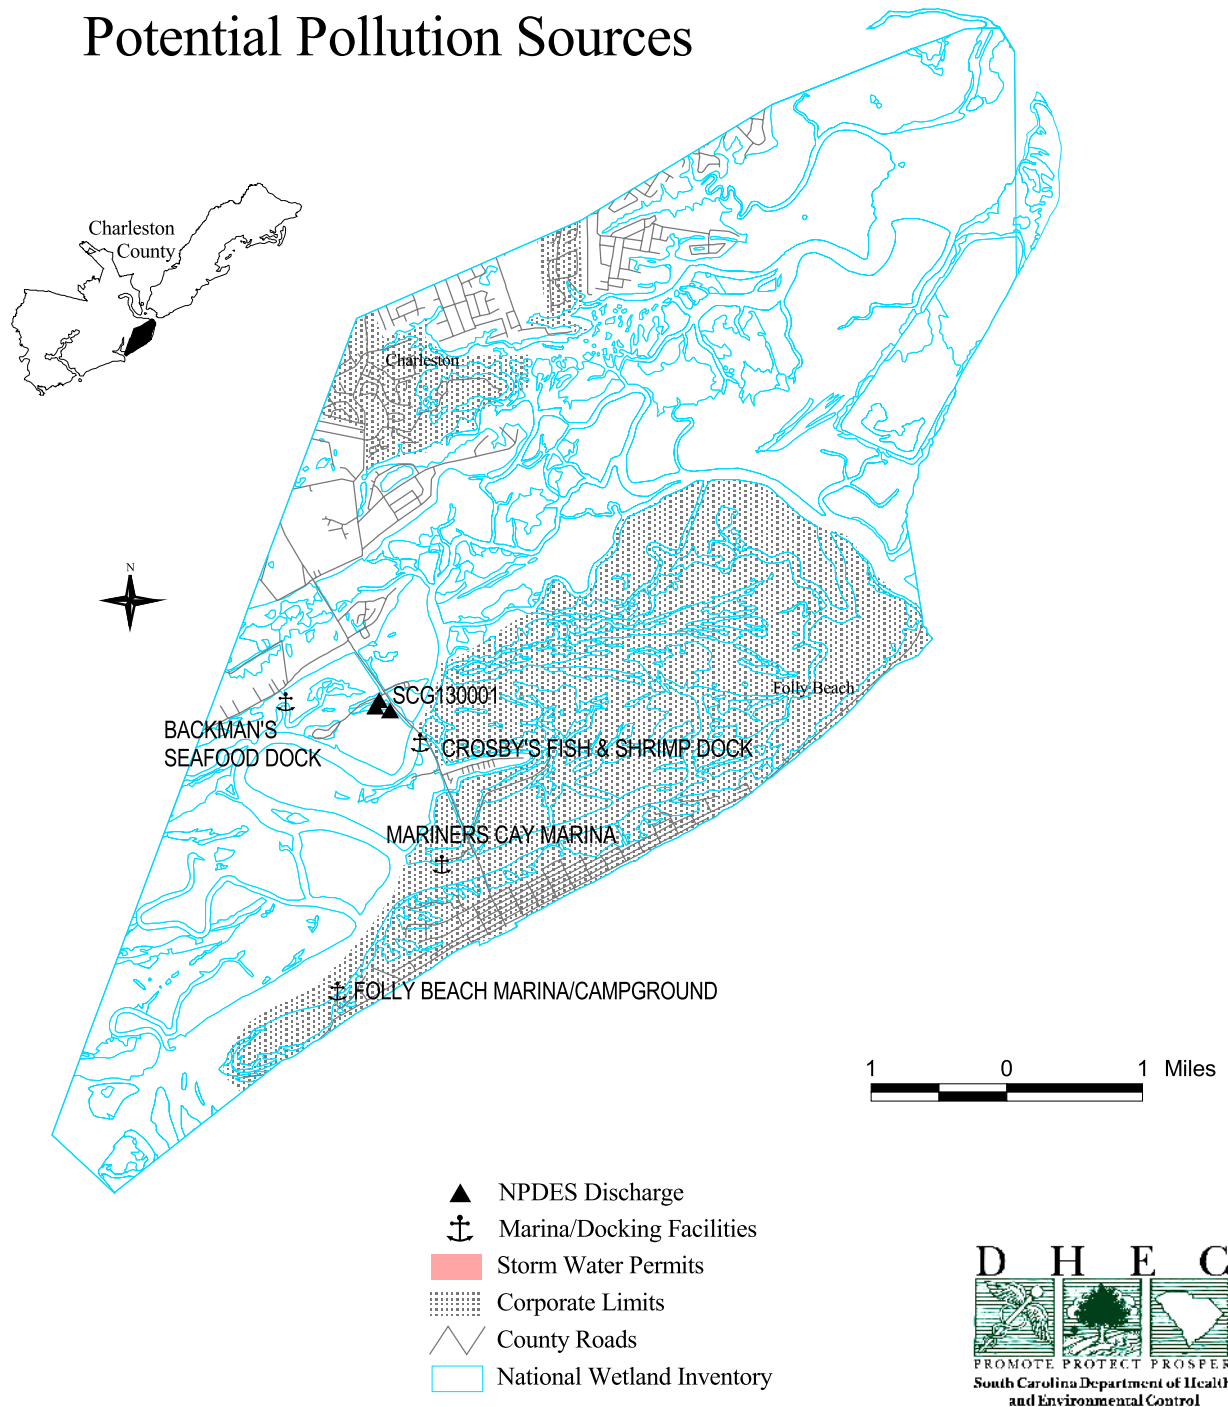 Potential Pollution Sources
Charleston
County
Charleston
N
Folly Beach
SCG130001
BACKMAN'S
SEAFOOD DOCK
CROSBY'S FISH & SHRIMP DOCK
MARINERS CAY MARINA
FOLLY BEACH MARINA/CAMPGROUND
1 0 1 Miles
NPDES Discharge
Marina/Docking Facilities
Storm Water Permits
Corporate Limits
County Roads
National Wetland Inventory
D H E C
PROMOTE PROTECT PROSPER
South Carolina Department of Health
and Environmental Control